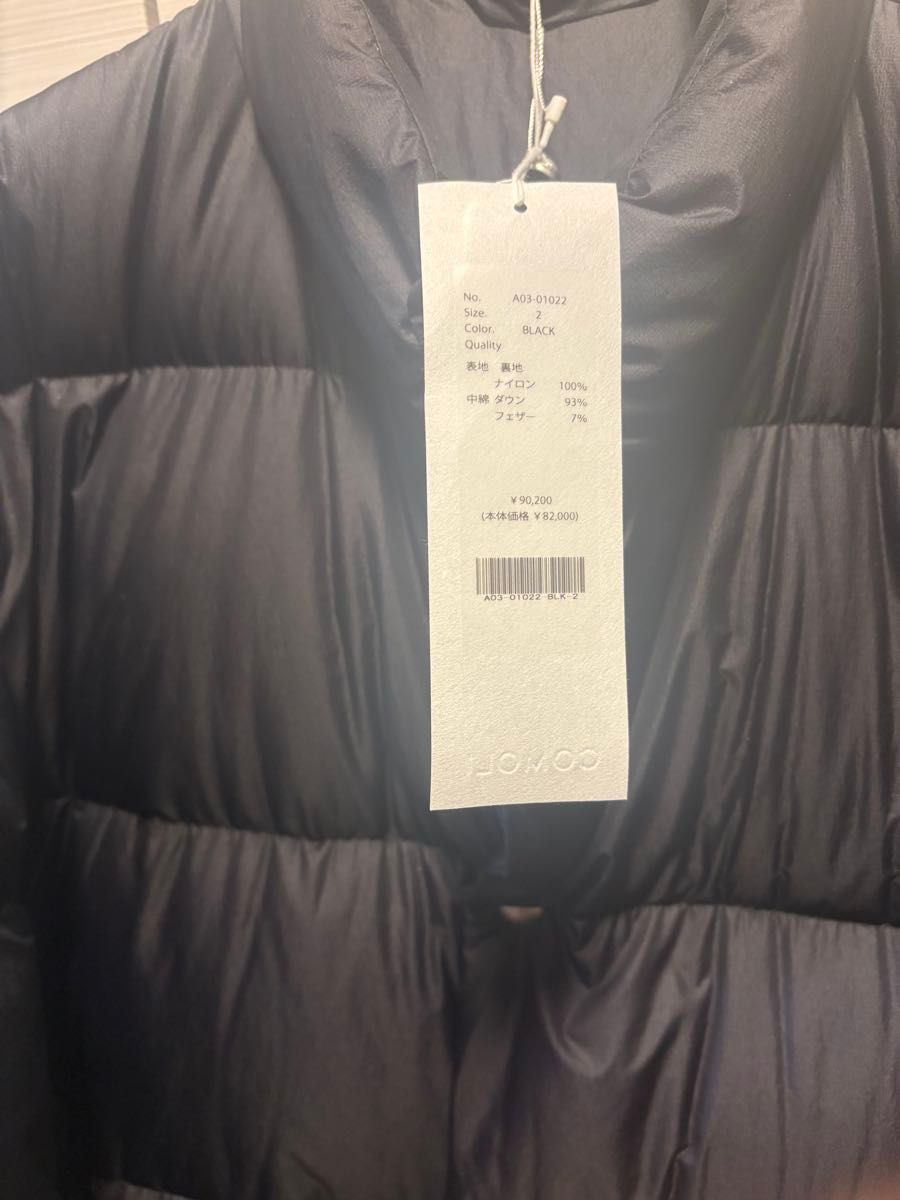 No. A03-01022
Size. 2
Color. BLACK
Quality
表地 裏地
ナイロン 100%
中綿 ダウン 93%
フェザー 7%
￥90,200
(本体価格 ￥82,000)
A03-01022-BLK-2
COMOLI